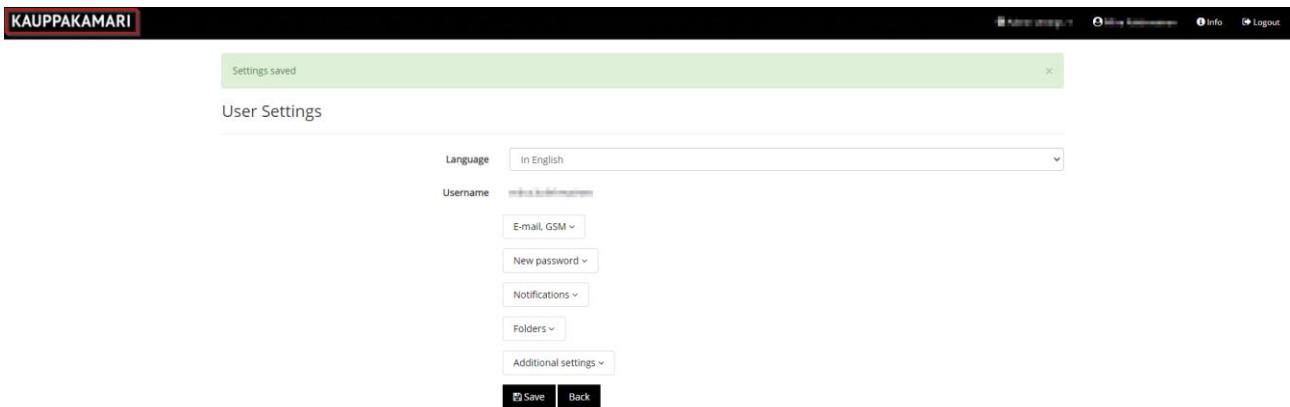 KAUPPAKAMARI
Info Logout
Settings saved ×
User Settings
Language In English
Username
E-mail, GSM
New password
Notifications
Folders
Additional settings
Save Back